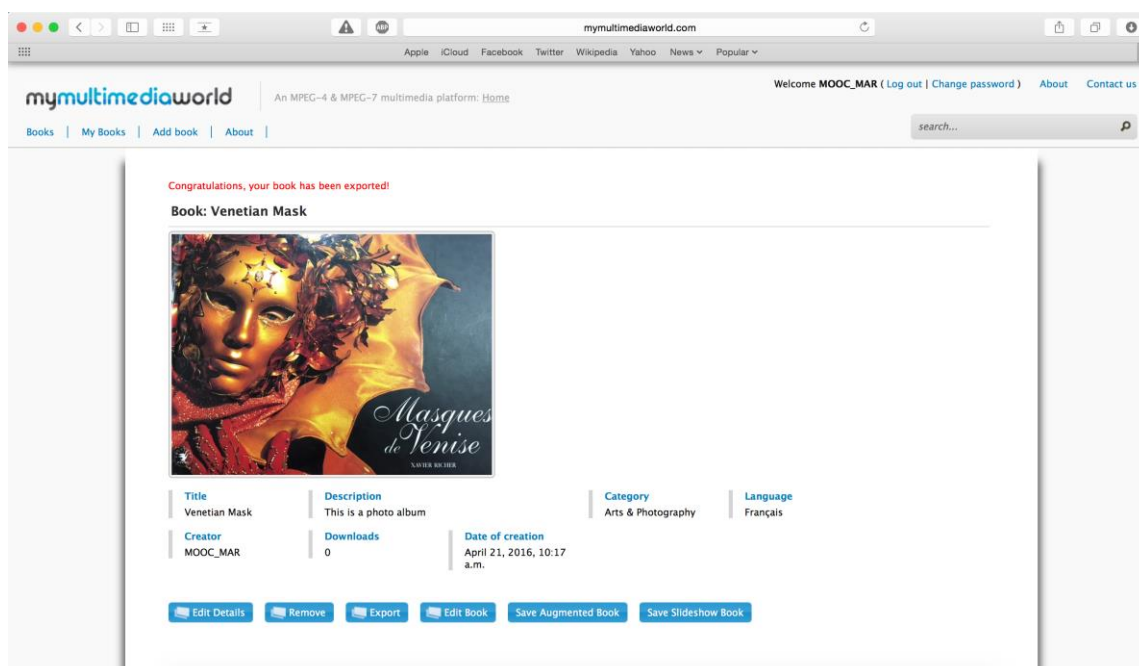 mymultimediaworld.com
Apple iCloud Facebook Twitter Wikipedia Yahoo News Popular
mymultimediaworld
An MPEG-4 & MPEG-7 multimedia platform: Home
Welcome MOOC_MAR ( Log out | Change password ) About Contact us
Books | My Books | Add book | About |
search...
Congratulations, your book has been exported!
Book: Venetian Mask
Masques
de Venise
XAVIER RICHER
Title Description Category Language
Venetian Mask This is a photo album Arts & Photography Français
Creator Downloads Date of creation
MOOC_MAR 0 April 21, 2016, 10:17
a.m.
Edit Details Remove Export Edit Book Save Augmented Book Save Slideshow Book